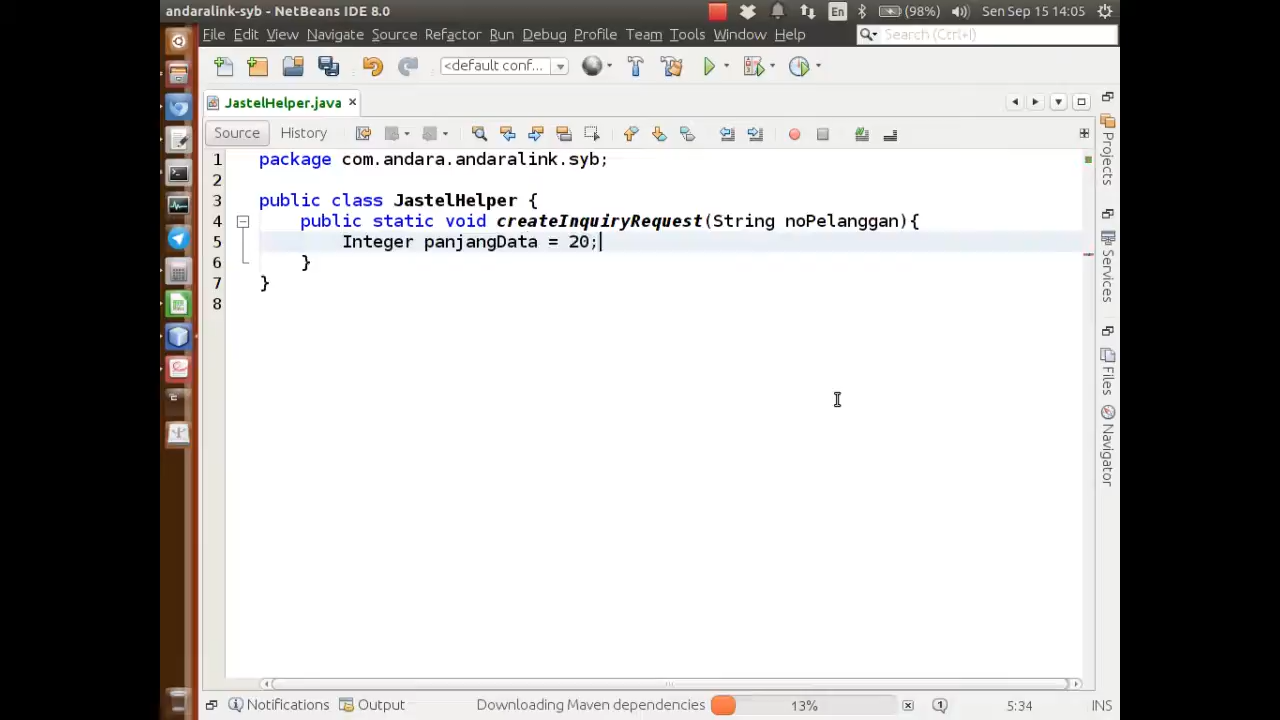 andaralink-syb - NetBeans IDE 8.0
En (98%) Sen Sep 15 14:05
File Edit View Navigate Source Refactor Run Debug Profile Team Tools Window Help
Search (Ctrl+I)
<default conf...
JastelHelper.java
Source History
1 package com.andara.andaralink.syb;
2
3 public class JastelHelper {
4 public static void createInquiryRequest(String noPelanggan){
5 Integer panjangData = 20;
6 }
7 }
8
Projects
Services
Files
Navigator
Notifications Output Downloading Maven dependencies 13% 1 5:34 INS